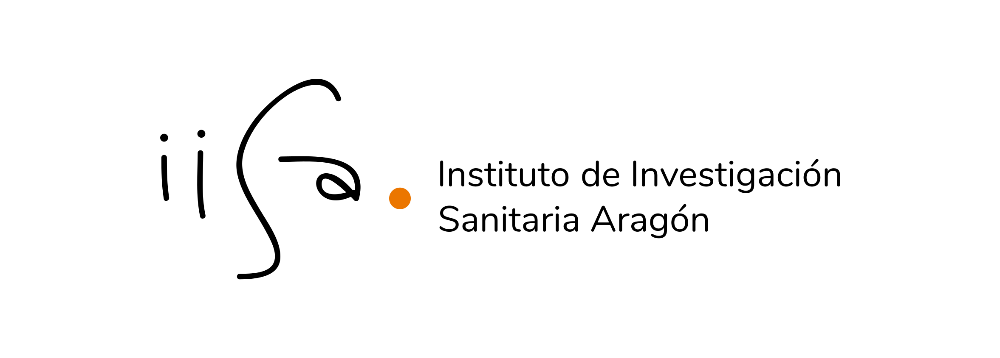 iiSa.
Instituto de Investigación
Sanitaria Aragón